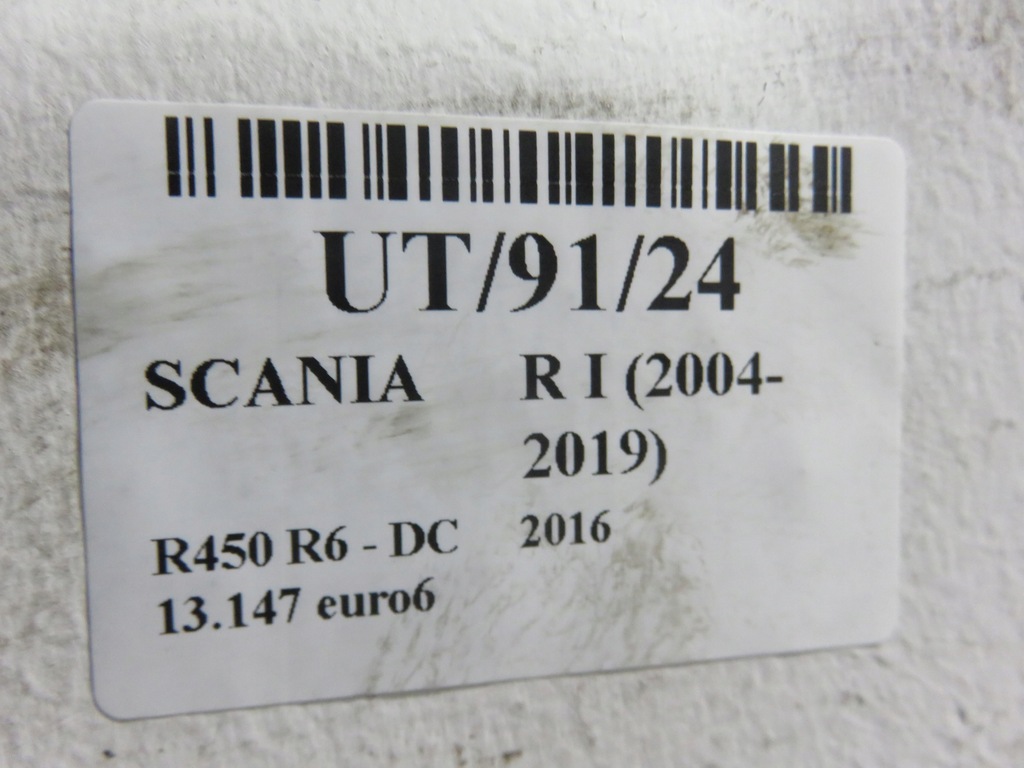 UT/91/24
SCANIA R I (2004-
2019)
R450 R6 - DC 2016
13.147 euro6